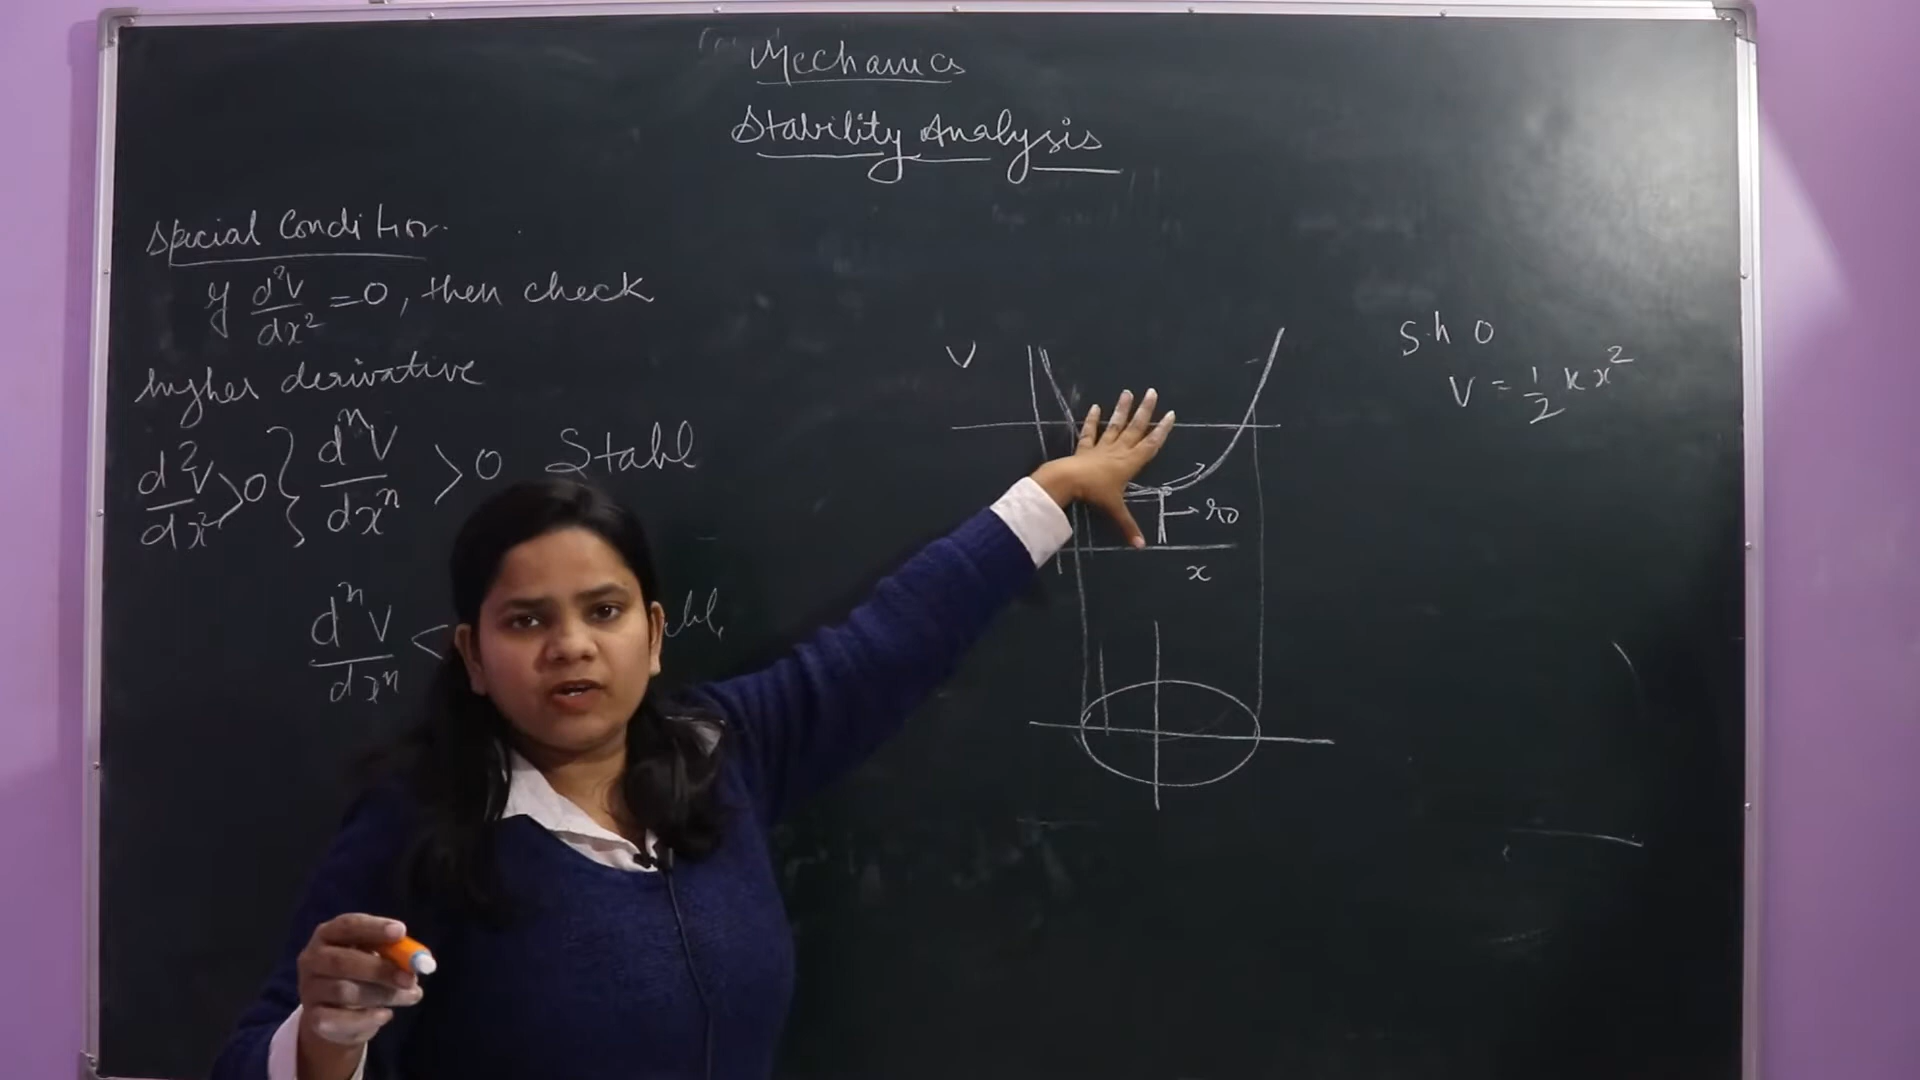 Mechanics
Stability Analysis
Special Condition.
If d²V/dx² = 0, then check
higher derivative
d²V/dx² > 0 } dⁿV/dxⁿ > 0 Stabl
dⁿV/dxⁿ <
V
r₀
x
S.h O
V = 1/2 k x²